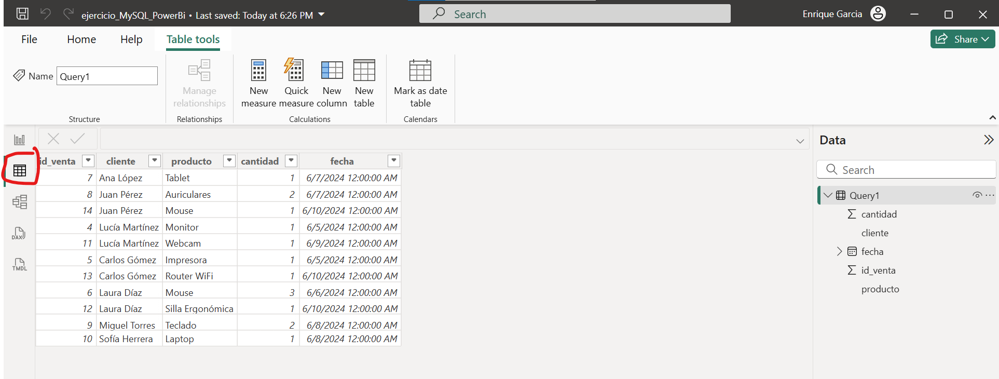 ejercicio_MySQL_PowerBi • Last saved: Today at 6:26 PM
Search
Enrique Garcia
File Home Help Table tools
Share
Name Query1
Manage relationships
New measure
Quick measure
New column
New table
Mark as date table
Structure Relationships Calculations Calendars
Data
Search
id_venta cliente producto cantidad fecha
7 Ana López Tablet 1 6/7/2024 12:00:00 AM
8 Juan Pérez Auriculares 2 6/7/2024 12:00:00 AM
14 Juan Pérez Mouse 1 6/10/2024 12:00:00 AM
4 Lucía Martínez Monitor 1 6/5/2024 12:00:00 AM
11 Lucía Martínez Webcam 1 6/9/2024 12:00:00 AM
5 Carlos Gómez Impresora 1 6/5/2024 12:00:00 AM
13 Carlos Gómez Router WiFi 1 6/10/2024 12:00:00 AM
6 Laura Díaz Mouse 3 6/6/2024 12:00:00 AM
12 Laura Díaz Silla Ergonómica 1 6/10/2024 12:00:00 AM
9 Miguel Torres Teclado 2 6/8/2024 12:00:00 AM
10 Sofía Herrera Laptop 1 6/8/2024 12:00:00 AM
DAX
TMDL
Query1
cantidad
cliente
fecha
id_venta
producto